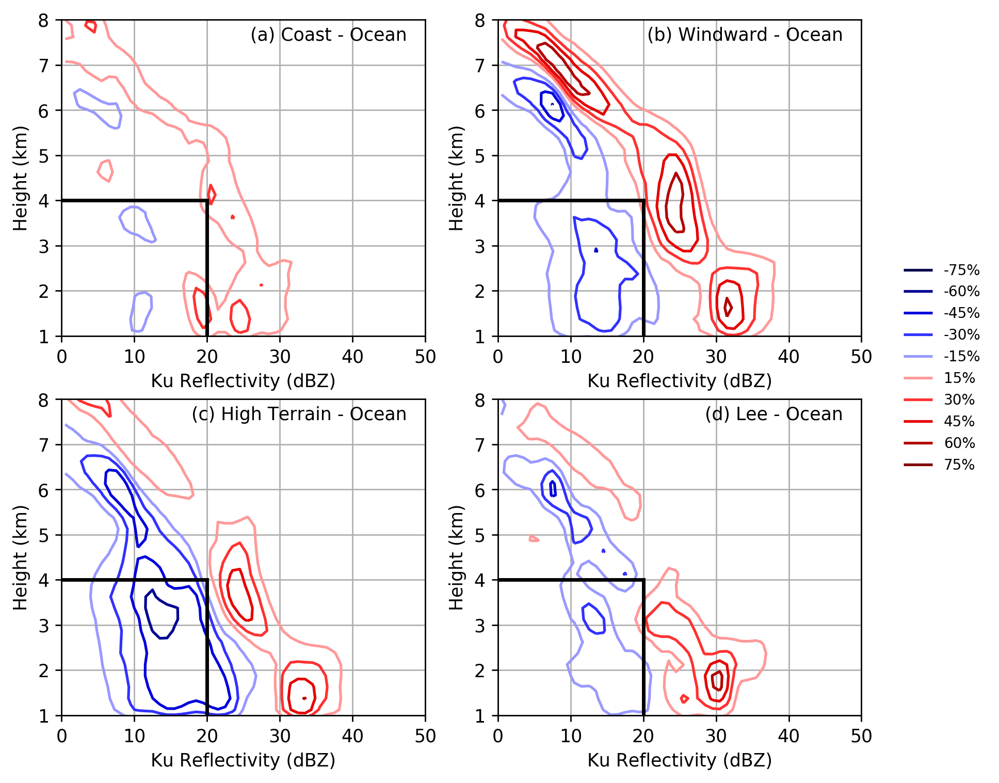 (a) Coast - Ocean
8
7
6
5
4
3
2
1
Height (km)
0 10 20 30 40 50
Ku Reflectivity (dBZ)
(b) Windward - Ocean
8
7
6
5
4
3
2
1
Height (km)
0 10 20 30 40 50
Ku Reflectivity (dBZ)
(c) High Terrain - Ocean
8
7
6
5
4
3
2
1
Height (km)
0 10 20 30 40 50
Ku Reflectivity (dBZ)
(d) Lee - Ocean
8
7
6
5
4
3
2
1
Height (km)
0 10 20 30 40 50
Ku Reflectivity (dBZ)
-75%
-60%
-45%
-30%
-15%
15%
30%
45%
60%
75%